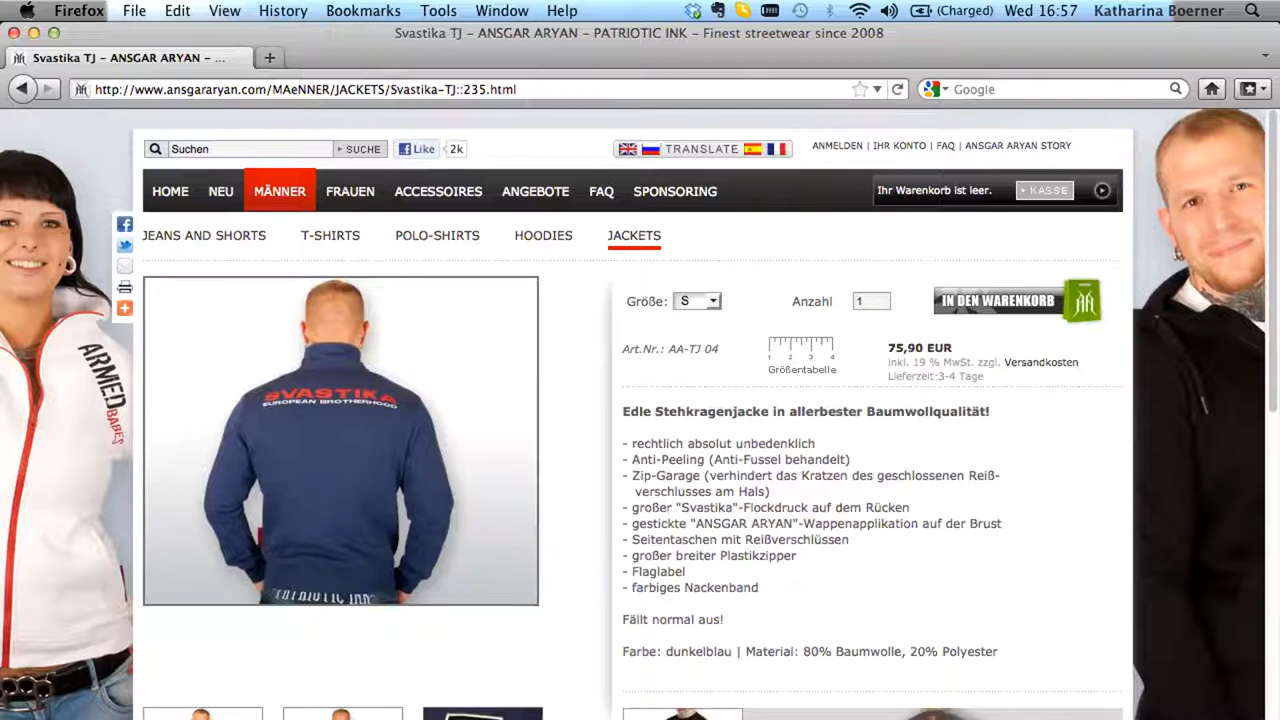 Firefox File Edit View History Bookmarks Tools Window Help (Charged) Wed 16:57 Katharina Boerner
Svastika TJ - ANSGAR ARYAN - PATRIOTIC INK - Finest streetwear since 2008
Svastika TJ - ANSGAR ARYAN - ...
http://www.ansgararyan.com/MAeNNER/JACKETS/Svastika-TJ::235.html
Google
Suchen SUCHE Like 2k TRANSLATE ANMELDEN | IHR KONTO | FAQ | ANSGAR ARYAN STORY
HOME NEU MÄNNER FRAUEN ACCESSOIRES ANGEBOTE FAQ SPONSORING Ihr Warenkorb ist leer. KASSE
JEANS AND SHORTS T-SHIRTS POLO-SHIRTS HOODIES JACKETS
ARMED
BABES
SVASTIKA
EUROPEAN BROTHERHOOD
PATRIOTIC INK
Größe: S Anzahl 1 IN DEN WARENKORB
Art.Nr.: AA-TJ 04
1 2 3 4
Größentabelle
75,90 EUR
inkl. 19 % MwSt. zzgl. Versandkosten
Lieferzeit:3-4 Tage
Edle Stehkragenjacke in allerbester Baumwollqualität!
- rechtlich absolut unbedenklich
- Anti-Peeling (Anti-Fussel behandelt)
- Zip-Garage (verhindert das Kratzen des geschlossenen Reiß-
verschlusses am Hals)
- großer "Svastika"-Flockdruck auf dem Rücken
- gestickte "ANSGAR ARYAN"-Wappenapplikation auf der Brust
- Seitentaschen mit Reißverschlüssen
- großer breiter Plastikzipper
- Flaglabel
- farbiges Nackenband
Fällt normal aus!
Farbe: dunkelblau | Material: 80% Baumwolle, 20% Polyester